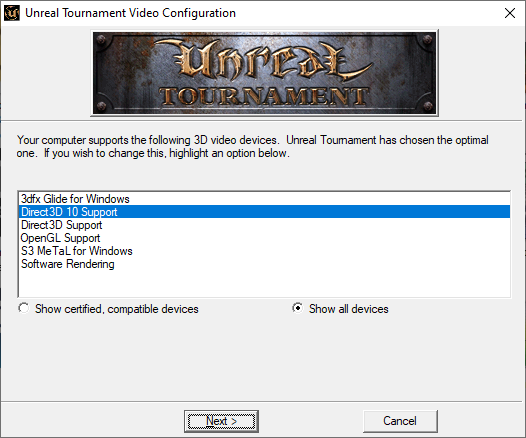 Unreal Tournament Video Configuration
UNREAL
TOURNAMENT
Your computer supports the following 3D video devices.  Unreal Tournament has chosen the optimal
one.  If you wish to change this, highlight an option below.
3dfx Glide for Windows
Direct3D 10 Support
Direct3D Support
OpenGL Support
S3 MeTaL for Windows
Software Rendering
Show certified, compatible devices
Show all devices
Next >
Cancel